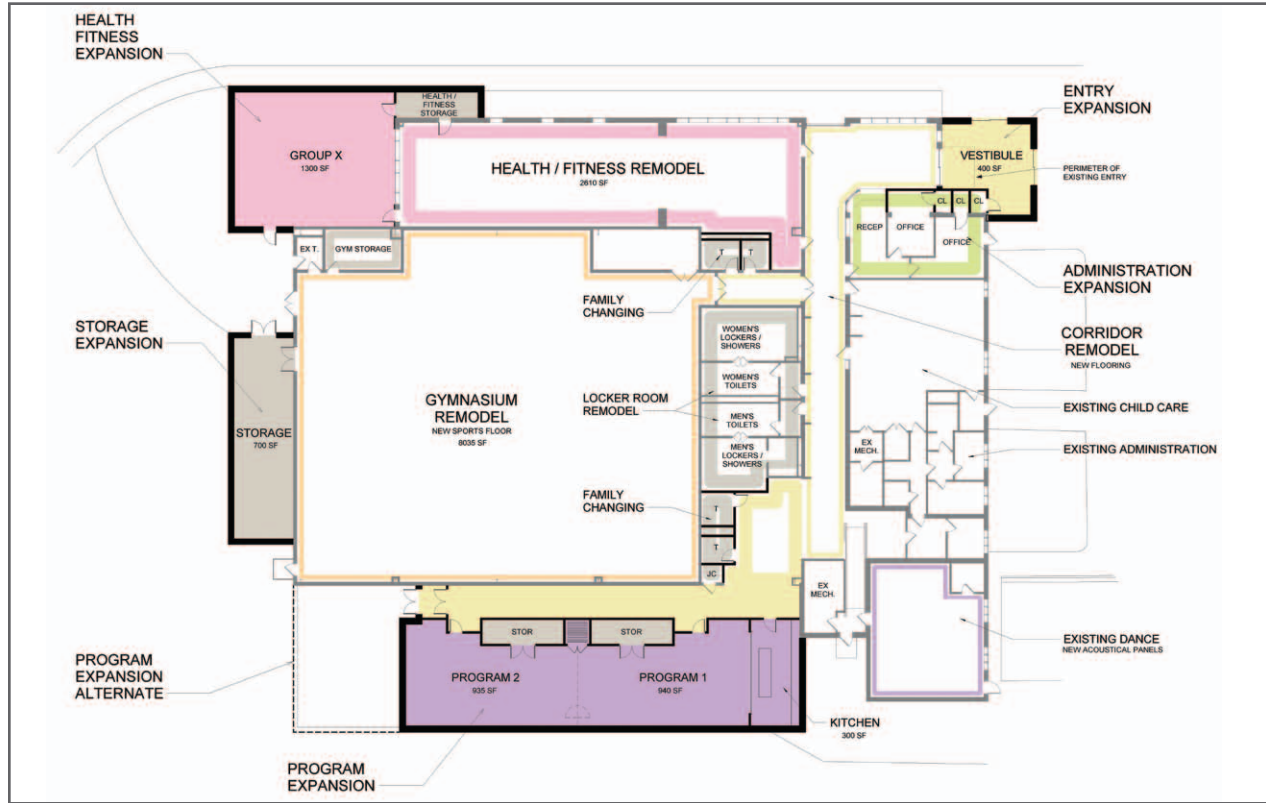 HEALTH
FITNESS
EXPANSION
HEALTH /
FITNESS
STORAGE
ENTRY
EXPANSION
GROUP X
1300 SF
HEALTH / FITNESS REMODEL
2610 SF
VESTIBULE
400 SF
PERIMETER OF
EXISTING ENTRY
CL
CL
CL
RECEP
OFFICE
OFFICE
EX T.
GYM STORAGE
T
T
ADMINISTRATION
EXPANSION
FAMILY
CHANGING
STORAGE
EXPANSION
WOMEN'S
LOCKERS /
SHOWERS
CORRIDOR
REMODEL
NEW FLOORING
WOMEN'S
TOILETS
GYMNASIUM
REMODEL
NEW SPORTS FLOOR
8035 SF
LOCKER ROOM
REMODEL
MEN'S
TOILETS
EXISTING CHILD CARE
STORAGE
700 SF
MEN'S
LOCKERS /
SHOWERS
EX
MECH.
EXISTING ADMINISTRATION
FAMILY
CHANGING
T
T
JC
EX
MECH.
STOR
STOR
EXISTING DANCE
NEW ACOUSTICAL PANELS
PROGRAM
EXPANSION
ALTERNATE
PROGRAM 2
935 SF
PROGRAM 1
940 SF
KITCHEN
300 SF
PROGRAM
EXPANSION